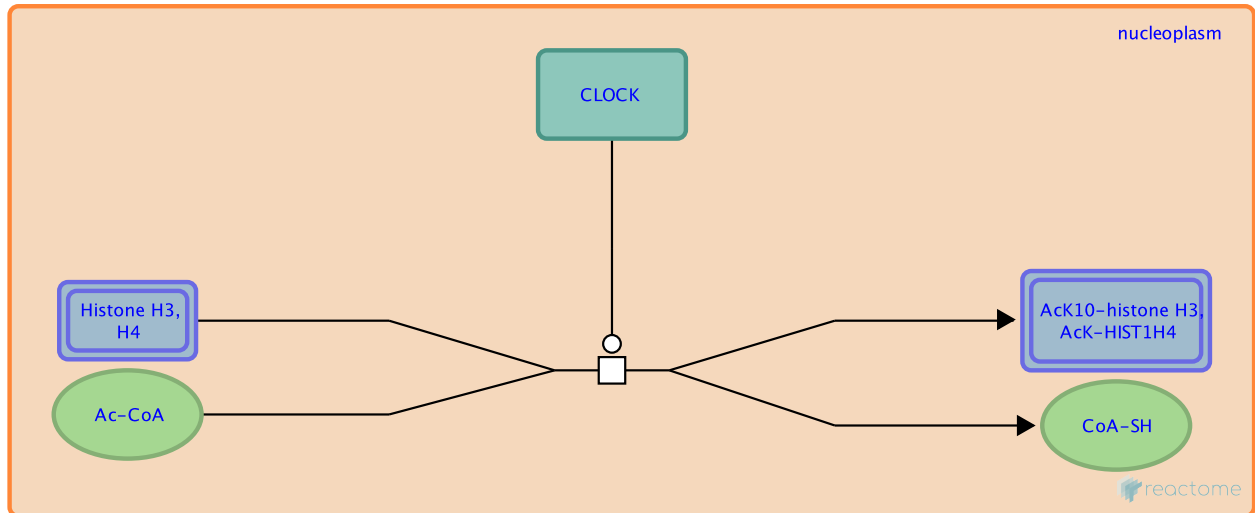 nucleoplasm
CLOCK
Histone H3,
H4
Ac-CoA
AcK10-histone H3,
AcK-HIST1H4
CoA-SH
reactome